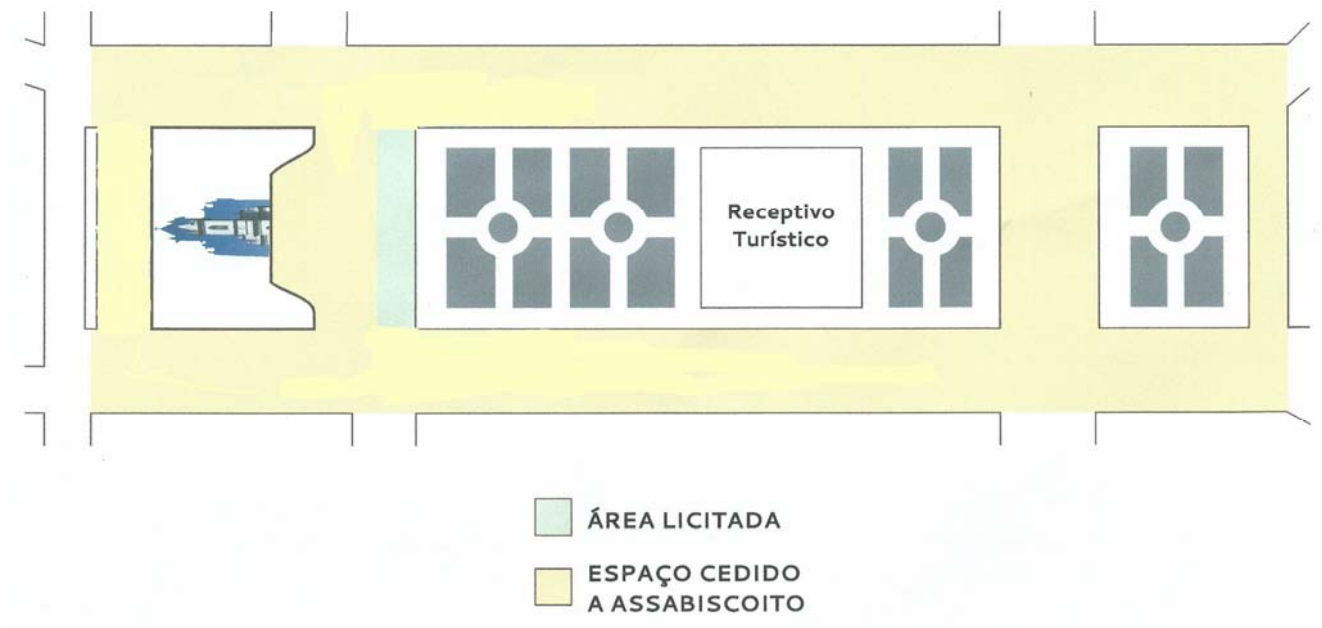 Receptivo
Turístico
ÁREA LICITADA
ESPAÇO CEDIDO
A ASSABISCOITO